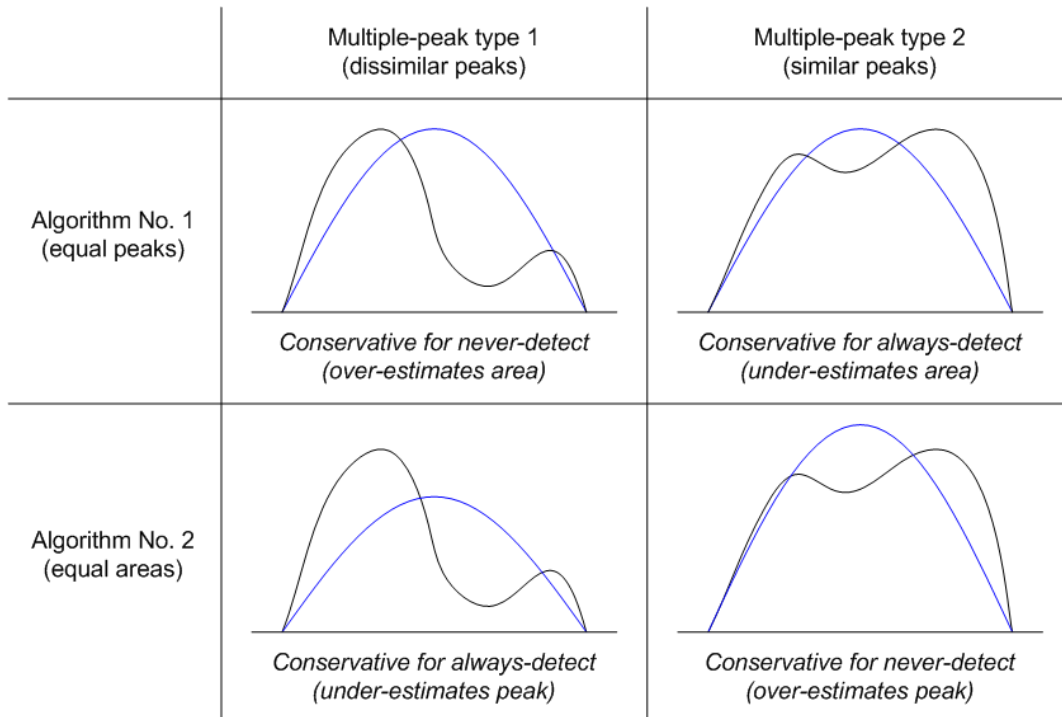 Multiple-peak type 1
(dissimilar peaks)
Multiple-peak type 2
(similar peaks)
Algorithm No. 1
(equal peaks)
Conservative for never-detect
(over-estimates area)
Conservative for always-detect
(under-estimates area)
Algorithm No. 2
(equal areas)
Conservative for always-detect
(under-estimates peak)
Conservative for never-detect
(over-estimates peak)